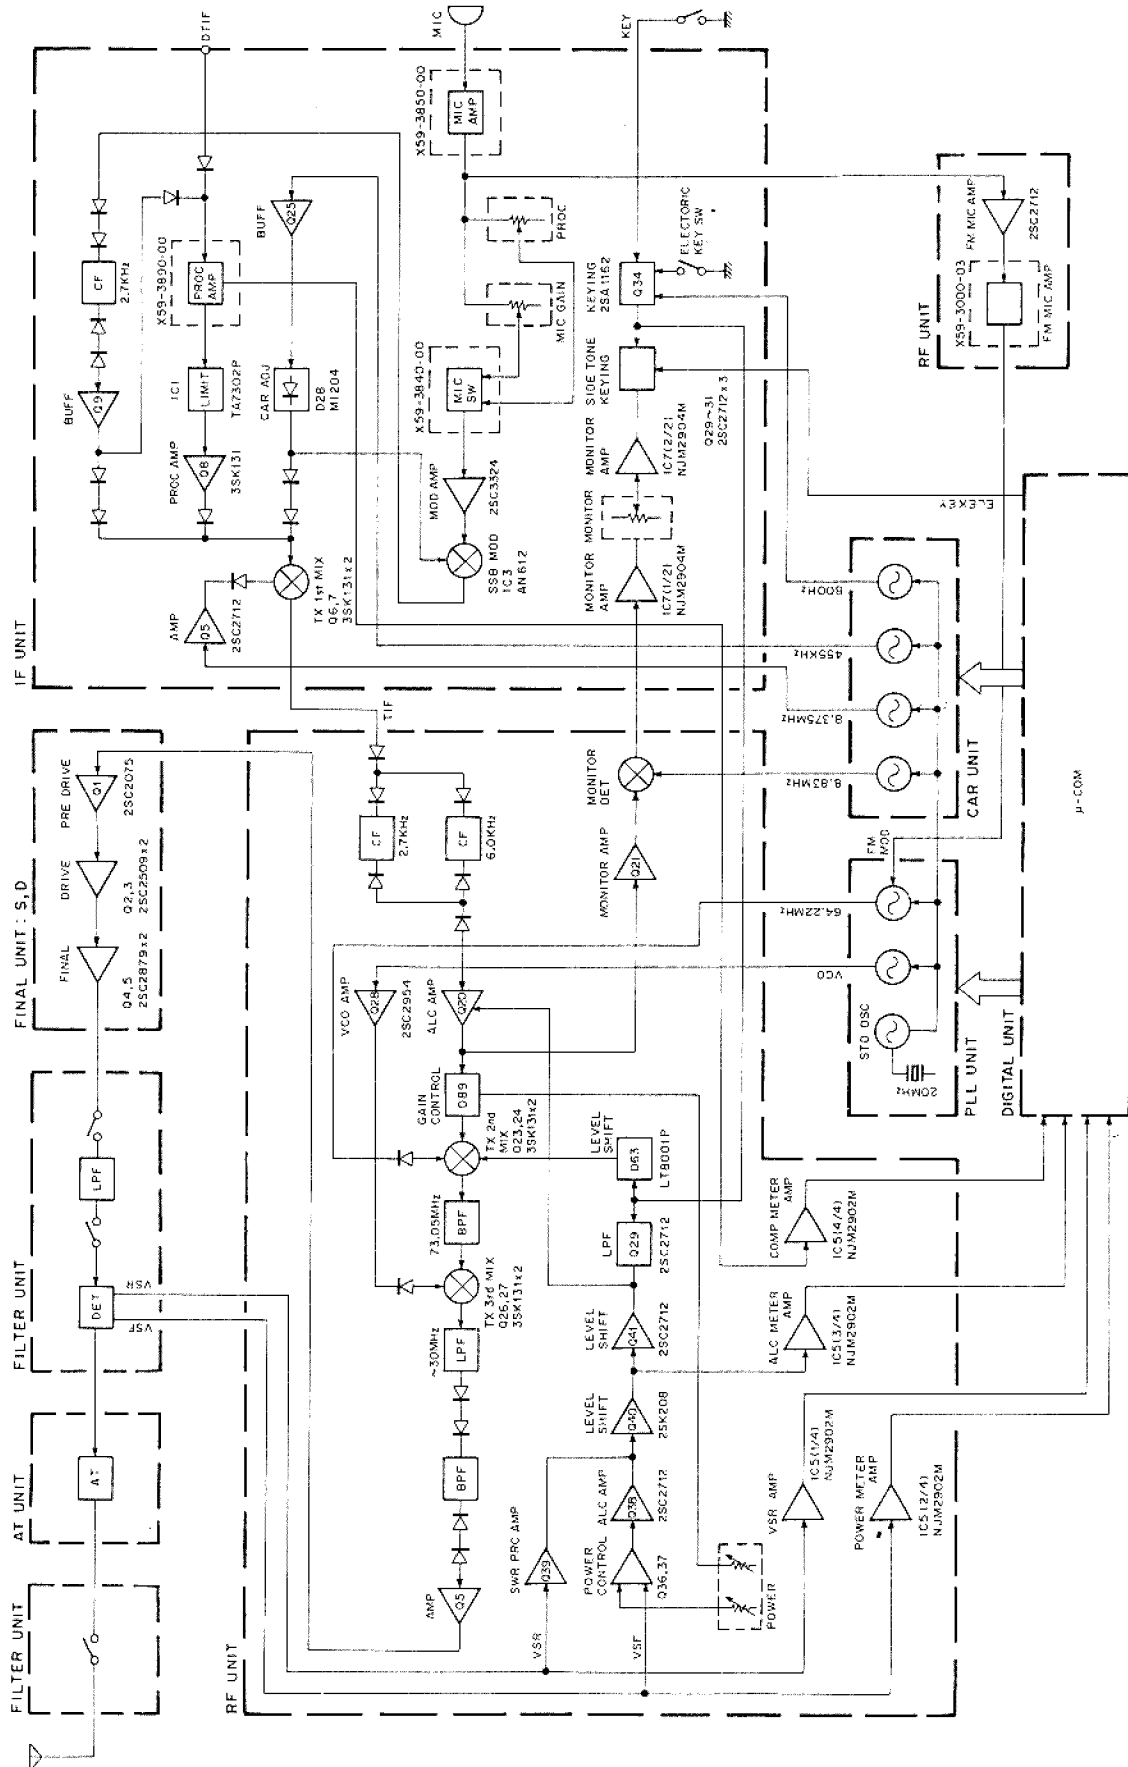 DFIF
MIC
KEY
IF UNIT
CF
2.7KHz
BUFF
Q9
X59-3890-00
PROC AMP
IC1
LIMIT
TA7302P
PROC AMP
Q8
3SK131
BUFF
Q25
CAR ADJ
D28
MI204
AMP
Q5
2SC2712
TX 1st MIX
Q6,7
3SK131x2
X59-3850-00
MIC AMP
PROC
MIC GAIN
X59-3840-00
MIC SW
MOD AMP
2SC3324
SSB MOD
IC3
AN612
KEYING
2SA1162
Q34
ELECTORIC
KEY SW
SIDE TONE
KEYING
Q29~31
2SC2712x3
MONITOR
AMP
IC7(2/2)
NJM2904M
MONITOR
MONITOR
AMP
IC7(1/2)
NJM2904M
RF UNIT
FM MIC AMP
2SC2712
X59-3000-03
FM MIC AMP
ELEKEY
800Hz
455KHz
8.375MHz
8.83MHz
CAR UNIT
FM
MOD
64.22MHz
VCO
STD OSC
20MHz
PLL UNIT
DIGITAL UNIT
μ-COM
FINAL UNIT : S,D
PRE DRIVE
Q1
2SC2075
DRIVE
Q2,3
2SC2509x2
FINAL
Q4,5
2SC2879x2
TIF
CF
2.7KHz
CF
6.0KHz
MONITOR
DET
MONITOR AMP
Q21
VCO AMP
Q28
2SC2954
ALC AMP
Q20
GAIN
CONTROL
D89
TX 2nd
MIX
Q23,24
3SK131x2
73.05MHz
BPF
TX 3rd MIX
Q26,27
3SK131x2
~30MHz
LPF
BPF
AMP
Q5
LEVEL
SHIFT
D63
LT8001P
LPF
Q29
2SC2712
LEVEL
SHIFT
Q41
2SC2712
LEVEL
SHIFT
Q40
2SK208
ALC AMP
Q38
2SC2712
SWR PRO AMP
Q39
POWER
CONTROL
Q36,37
POWER
VSR
VSF
COMP METER
AMP
IC5(4/4)
NJM2902M
ALC METER
AMP
IC5(3/4)
NJM2902M
VSR AMP
IC5(1/4)
NJM2902M
POWER METER
AMP
IC5(2/4)
NJM2902M
FILTER UNIT
LPF
DET
VSR
VSF
AT UNIT
AT
FILTER UNIT
RF UNIT